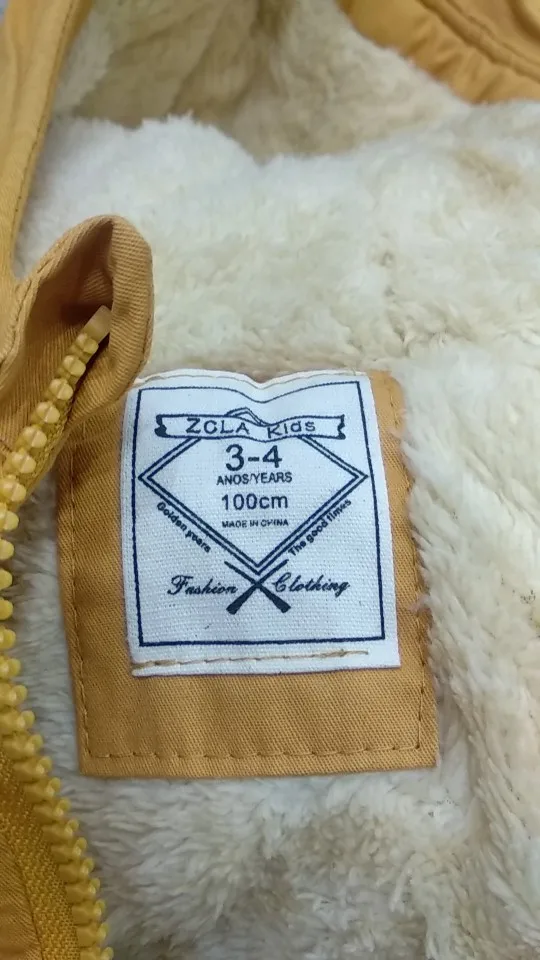 ZCLA Kids
3-4
ANOS/YEARS
100cm
MADE IN CHINA
Golden years
The good times
Fashion Clothing